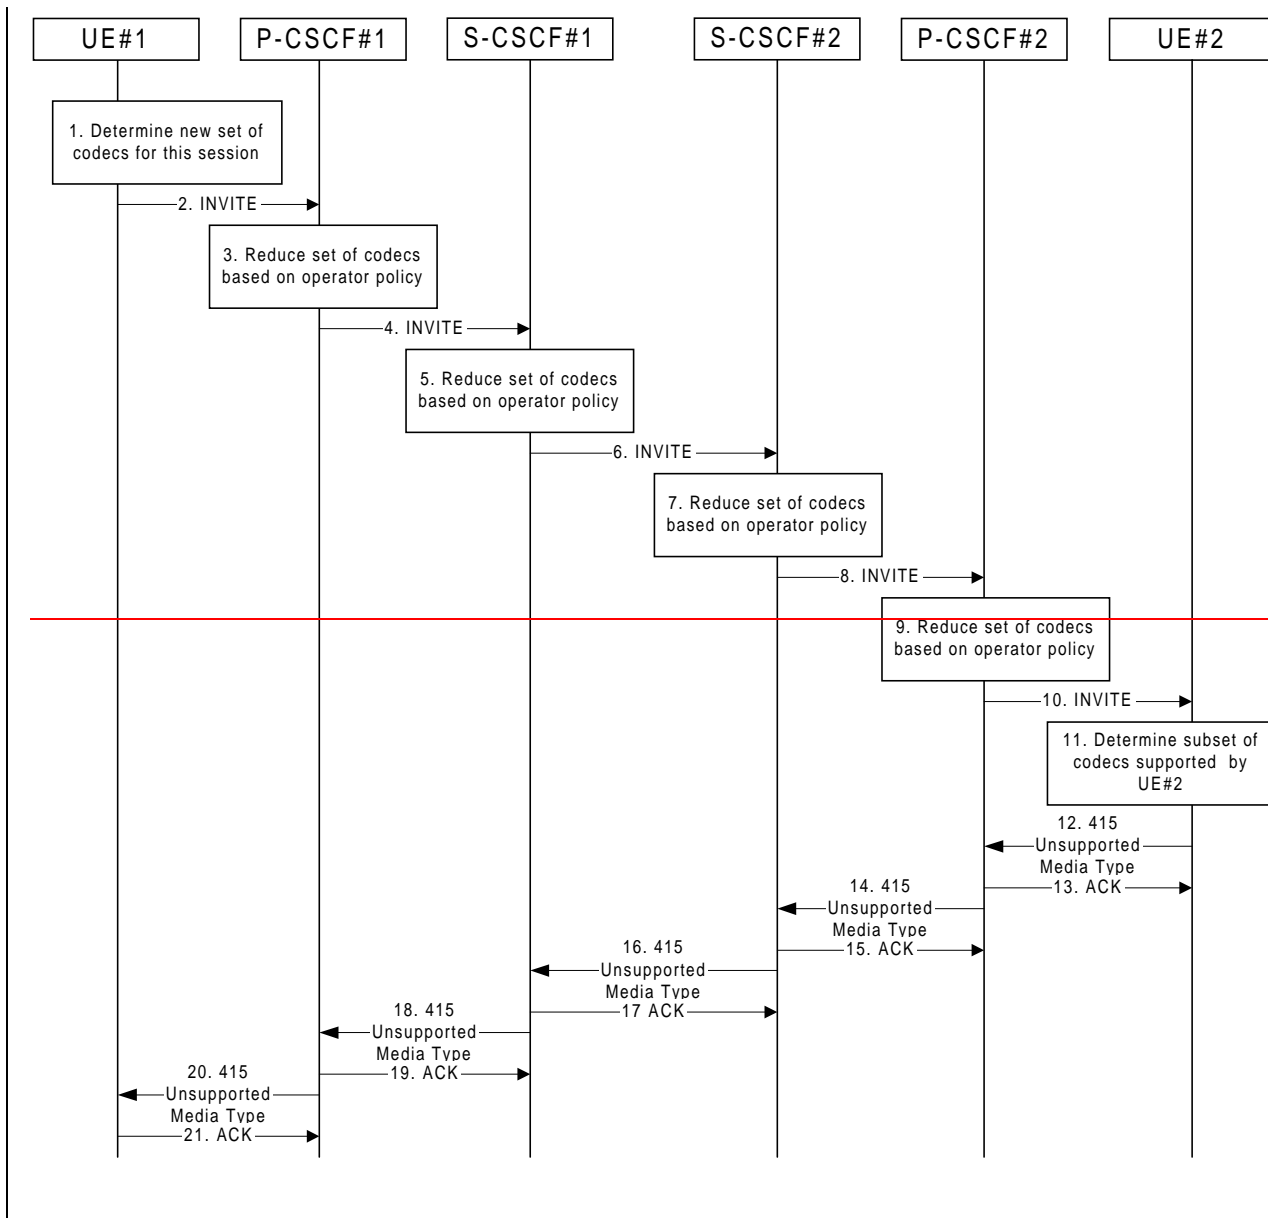 UE#1
P-CSCF#1
S-CSCF#1
S-CSCF#2
P-CSCF#2
UE#2
1. Determine new set of
codecs for this session
2. INVITE
3. Reduce set of codecs
based on operator policy
4. INVITE
5. Reduce set of codecs
based on operator policy
6. INVITE
7. Reduce set of codecs
based on operator policy
8. INVITE
9. Reduce set of codecs
based on operator policy
10. INVITE
11. Determine subset of
codecs supported by
UE#2
12. 415
Unsupported
Media Type
13. ACK
14. 415
Unsupported
Media Type
15. ACK
16. 415
Unsupported
Media Type
17 ACK
18. 415
Unsupported
Media Type
19. ACK
20. 415
Unsupported
Media Type
21. ACK